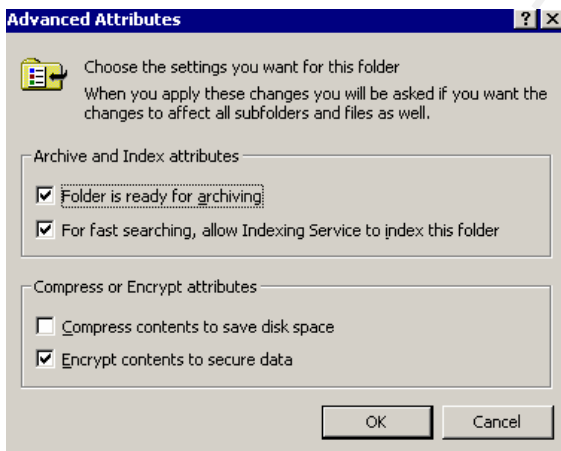 Advanced Attributes
Choose the settings you want for this folder
When you apply these changes you will be asked if you want the
changes to affect all subfolders and files as well.
Archive and Index attributes
Folder is ready for archiving
For fast searching, allow Indexing Service to index this folder
Compress or Encrypt attributes
Compress contents to save disk space
Encrypt contents to secure data
OK Cancel